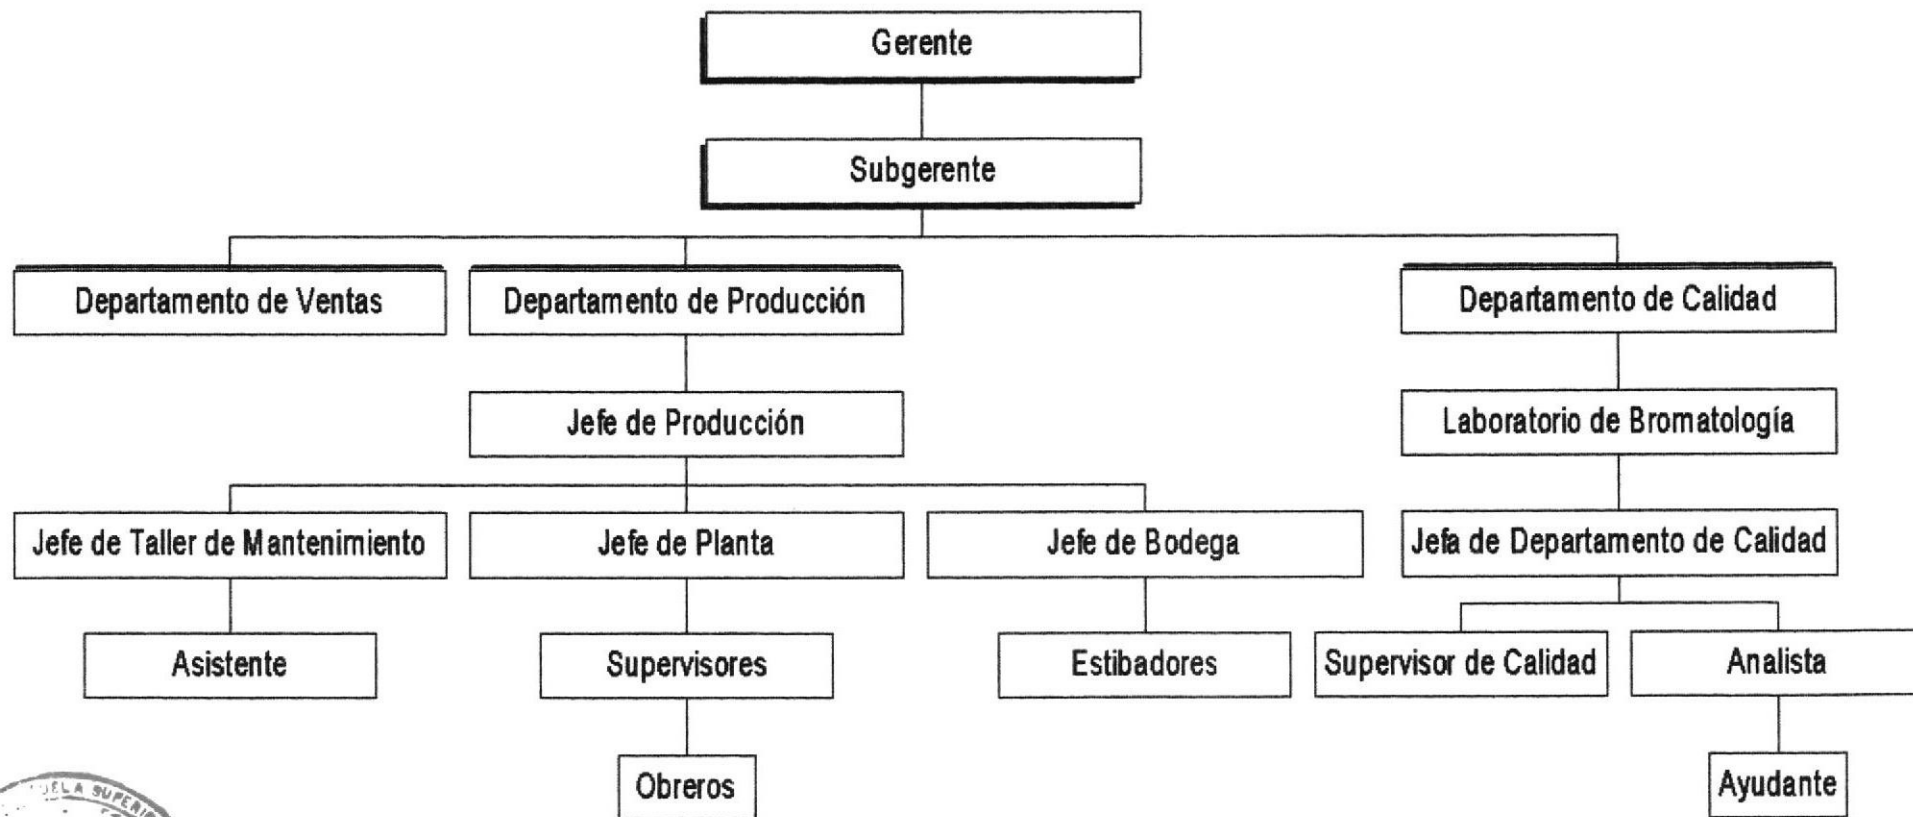 Gerente
Subgerente
Departamento de Ventas
Departamento de Producción
Departamento de Calidad
Jefe de Producción
Laboratorio de Bromatología
Jefe de Taller de Mantenimiento
Jefe de Planta
Jefe de Bodega
Jefa de Departamento de Calidad
Asistente
Supervisores
Estibadores
Supervisor de Calidad
Analista
Obreros
Ayudante